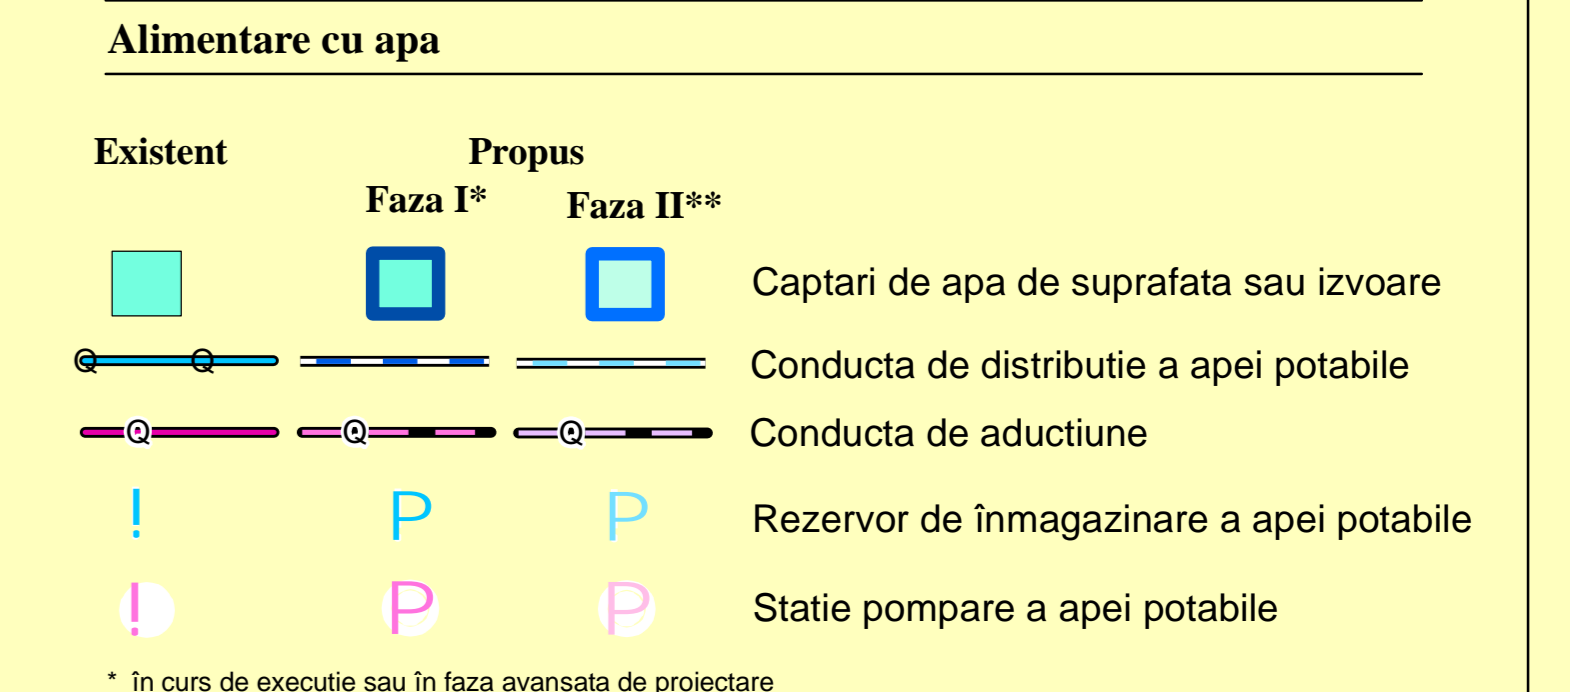 Alimentare cu apa
Existent Propus
Faza I* Faza II**
Captari de apa de suprafata sau izvoare
Q Q Conducta de distributie a apei potabile
Q Q Q Conducta de aductiune
! P P Rezervor de înmagazinare a apei potabile
! P P Statie pompare a apei potabile
* în curs de executie sau în faza avansata de proiectare